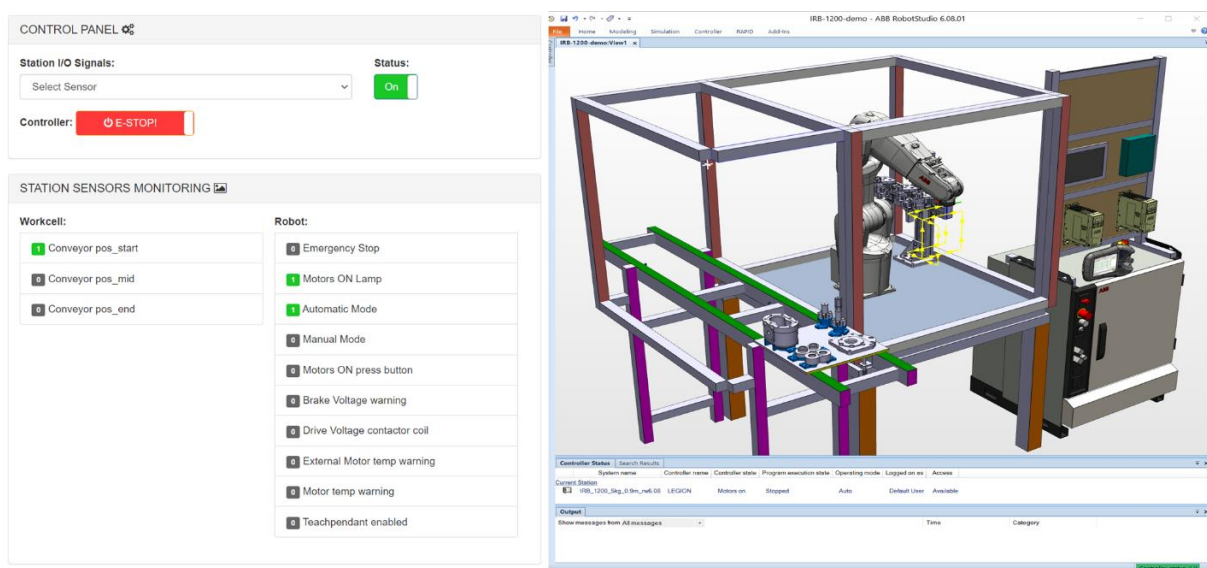 CONTROL PANEL
Station I/O Signals:
Status:
Select Sensor
On
Controller:
E-STOP!
STATION SENSORS MONITORING
Workcell:
1 Conveyor pos_start
0 Conveyor pos_mid
0 Conveyor pos_end
Robot:
0 Emergency Stop
1 Motors ON Lamp
1 Automatic Mode
0 Manual Mode
0 Motors ON press button
0 Brake Voltage warning
0 Drive Voltage contactor coil
0 External Motor temp warning
0 Motor temp warning
0 Teachpendant enabled
IRB-1200-demo - ABB RobotStudio 6.08.01
File Home Modeling Simulation Controller RAPID Add-Ins
IRB-1200-demo:View1
ABB
ABB
Controller Status Search Results
System name Controller name Controller state Program execution state Operating mode Logged on as Access
Current Station
IRB_1200_5kg_0.9m_rw6.08 LEGION Motors on Stopped Auto Default User Available
Output
Show messages from All messages Time Category